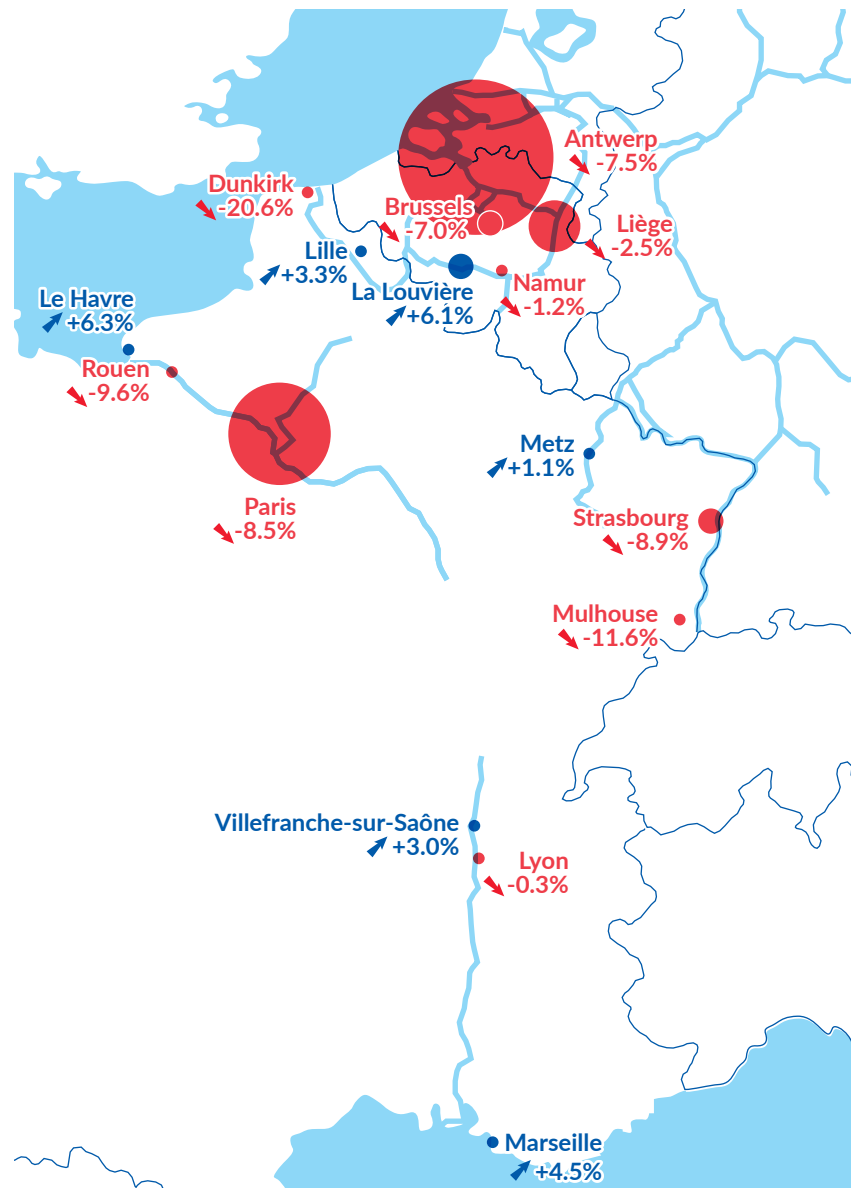 Antwerp
-7.5%
Dunkirk
-20.6%
Brussels
-7.0%
Liège
-2.5%
Lille
+3.3%
La Louvière
+6.1%
Namur
-1.2%
Le Havre
+6.3%
Rouen
-9.6%
Metz
+1.1%
Paris
-8.5%
Strasbourg
-8.9%
Mulhouse
-11.6%
Villefranche-sur-Saône
+3.0%
Lyon
-0.3%
Marseille
+4.5%